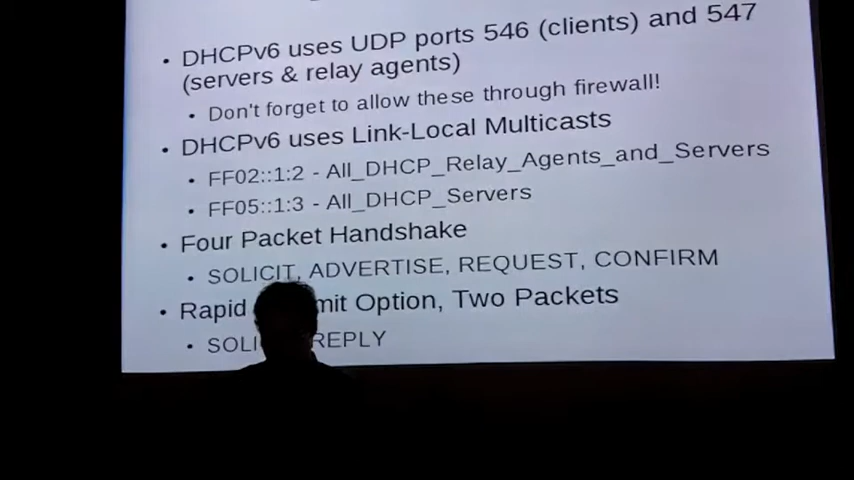 • DHCPv6 uses UDP ports 546 (clients) and 547
(servers & relay agents)
• Don't forget to allow these through firewall!
• DHCPv6 uses Link-Local Multicasts
• FF02::1:2 - All_DHCP_Relay_Agents_and_Servers
• FF05::1:3 - All_DHCP_Servers
• Four Packet Handshake
• SOLICIT, ADVERTISE, REQUEST, CONFIRM
• Rapid mit Option, Two Packets
• SOLI REPLY